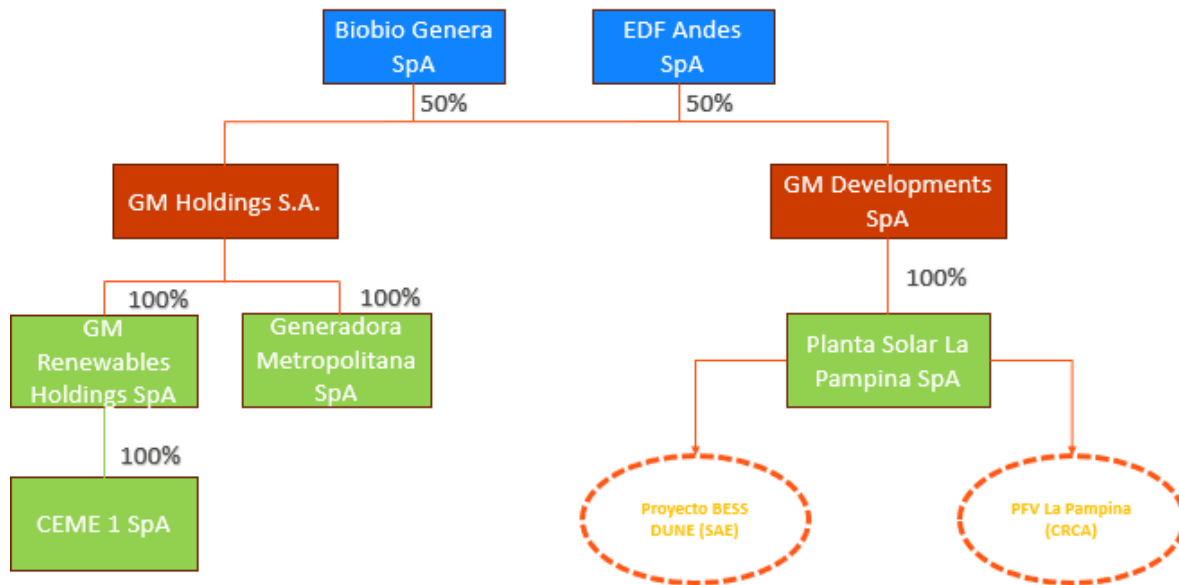 Biobio Genera
SpA
EDF Andes
SpA
50%
50%
GM Holdings S.A.
GM Developments
SpA
100%
100%
100%
GM
Renewables
Holdings SpA
Generadora
Metropolitana
SpA
Planta Solar La
Pampina SpA
100%
CEME 1 SpA
Proyecto BESS
DUNE (SAE)
PFV La Pampina
(CRCA)